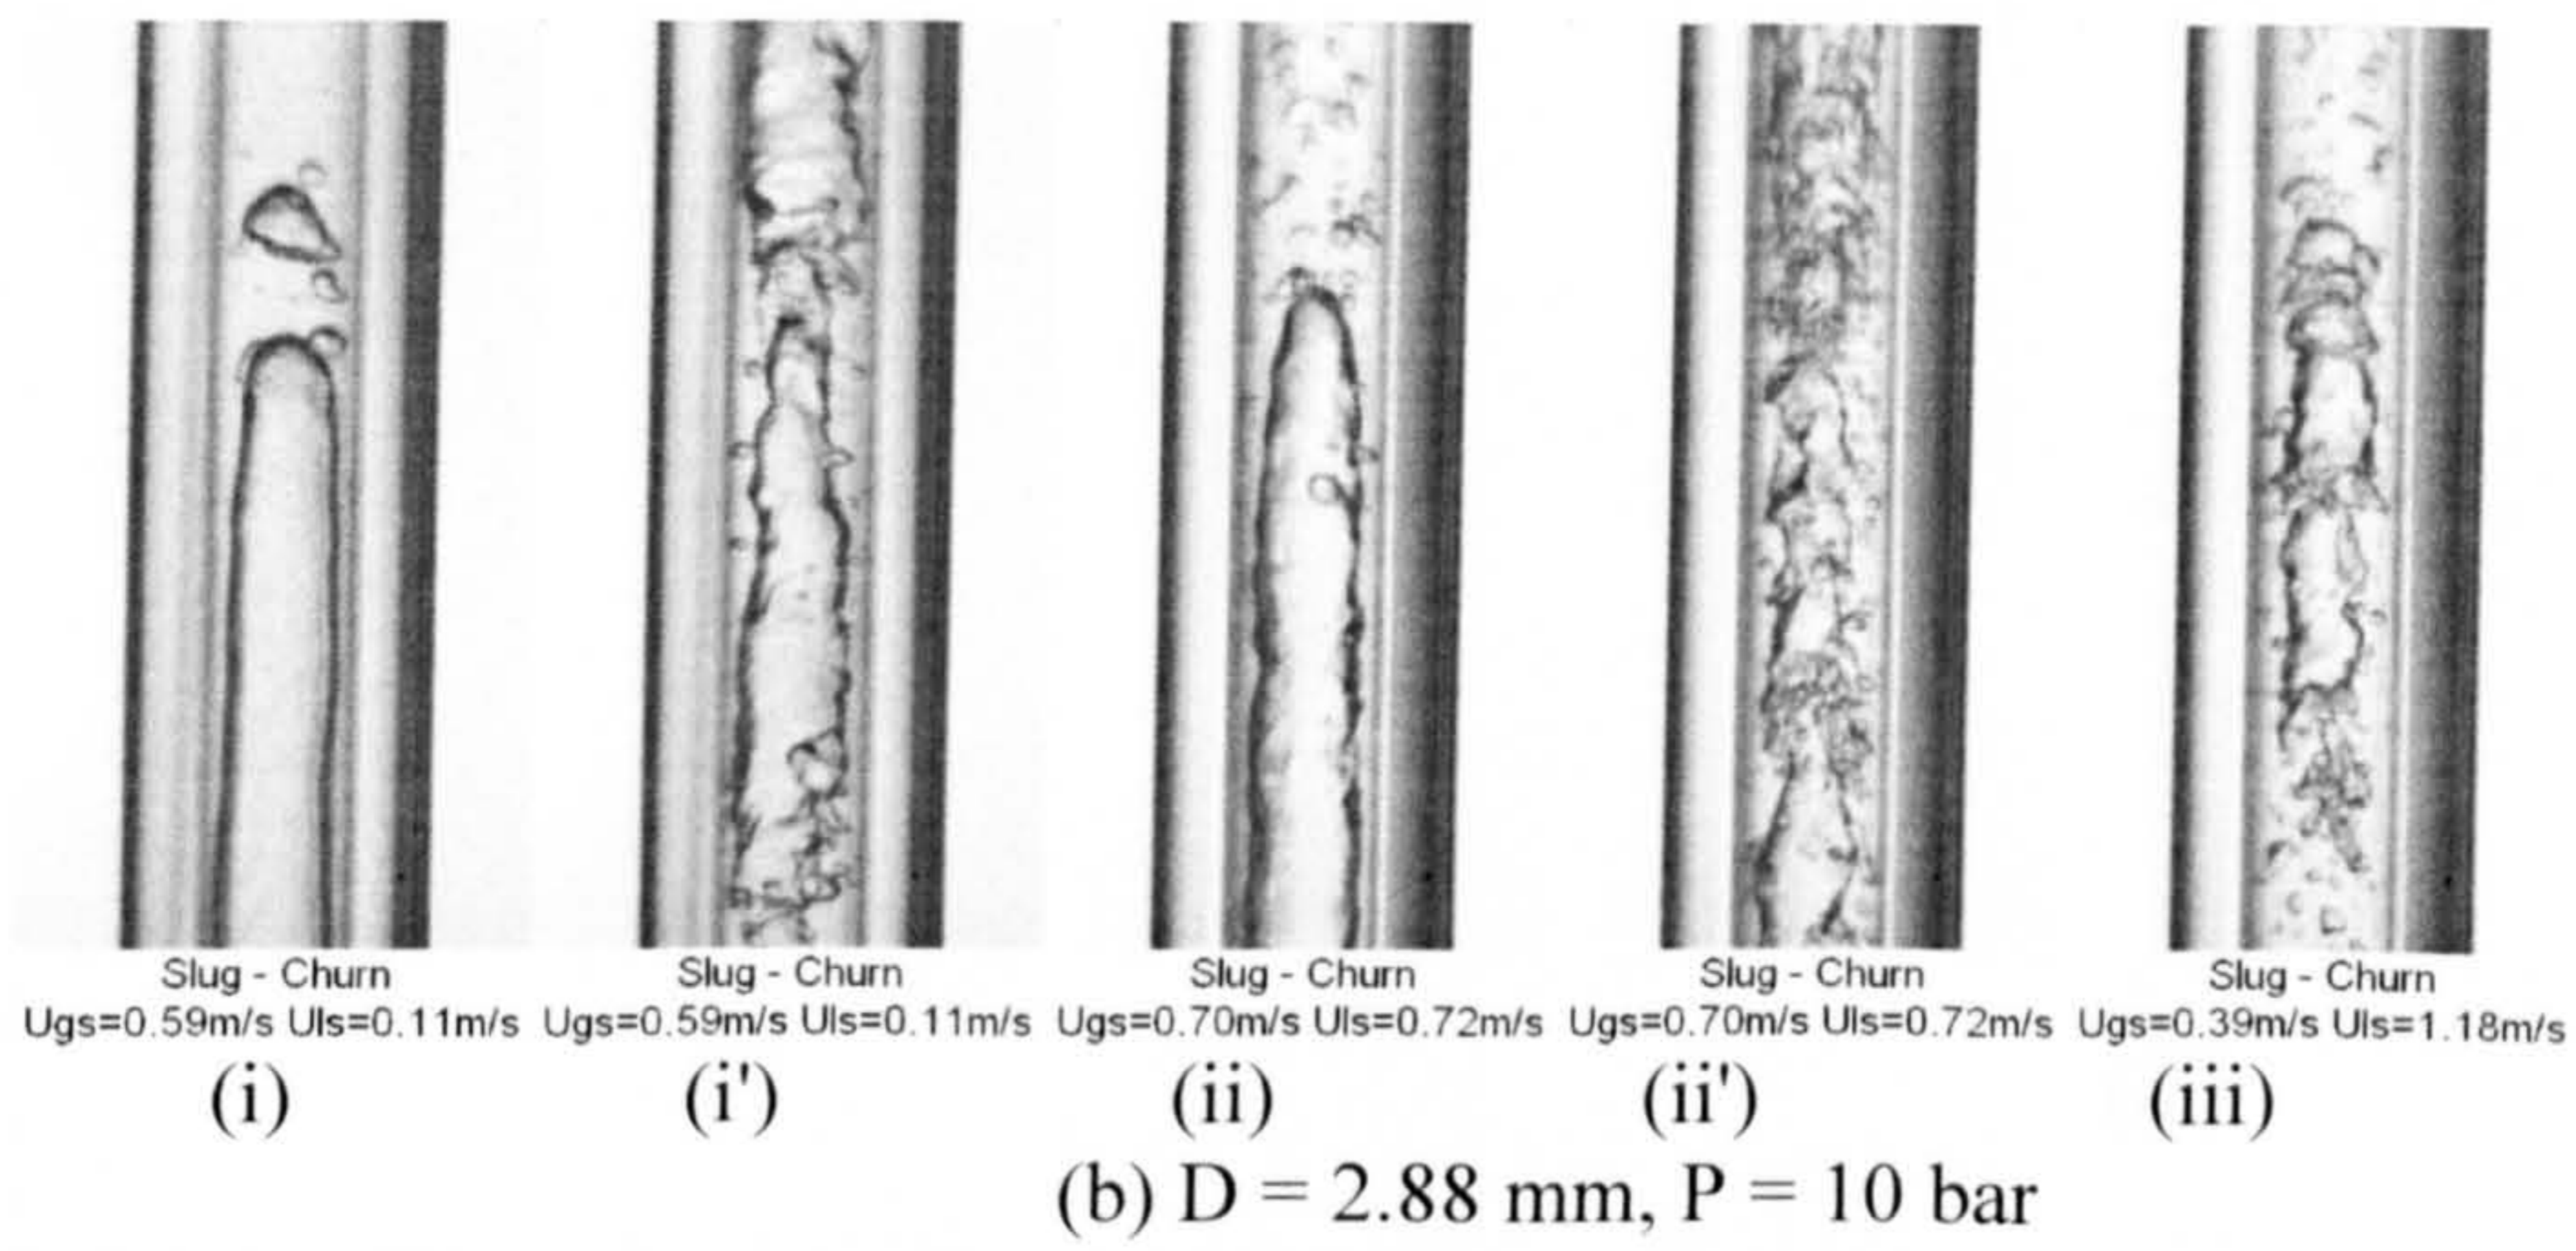 Slug - Churn Slug - Churn Slug - Churn Slug - Churn Slug - Churn
Ugs=0.59m/s Uls=0.11m/s Ugs=0.59m/s Uls=0.11m/s Ugs=0.70m/s Uls=0.72m/s Ugs=0.70m/s Uls=0.72m/s Ugs=0.39m/s Uls=1.18m/s
(i) (i') (ii) (ii') (iii)
(b) D = 2.88 mm, P = 10 bar